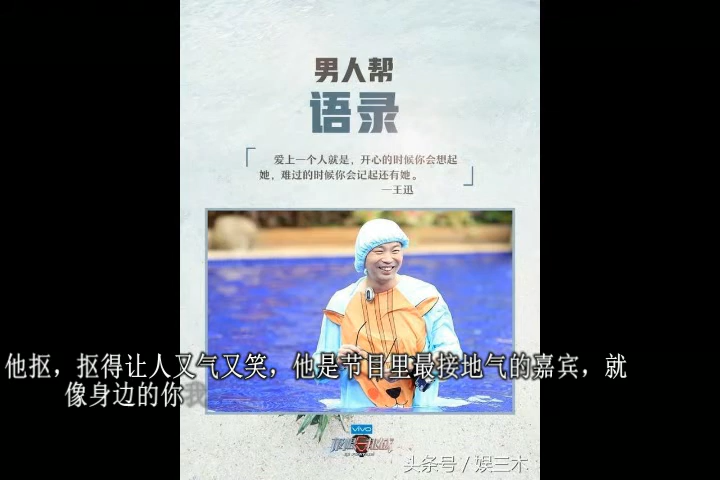 男人帮
语录
「 爱上一个人就是，开心的时候你会想起
她，难过的时候你会记起还有她。 」
—王迅
他抠，抠得让人又气又笑，他是节目里最接地气的嘉宾，就
像身边的你我
vivo
头条号 / 娱三木